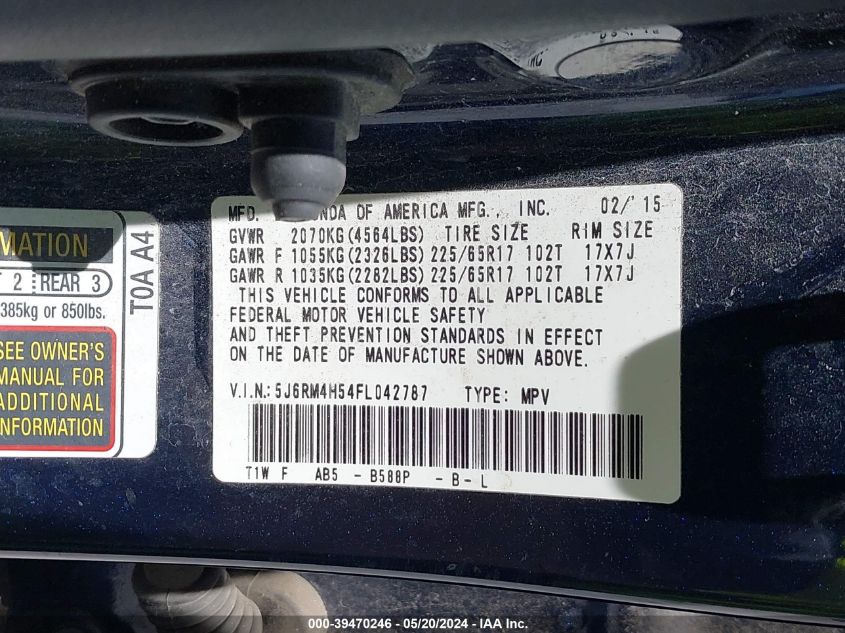 MFD. NDA OF AMERICA MFG., INC. 02/ 15
GVWR 2070KG(4564LBS) TIRE SIZE RIM SIZE
GAWR F 1055KG(2326LBS) 225/65R17 102T 17X7J
GAWR R 1035KG(2282LBS) 225/65R17 102T 17X7J
THIS VEHICLE CONFORMS TO ALL APPLICABLE
FEDERAL MOTOR VEHICLE SAFETY
AND THEFT PREVENTION STANDARDS IN EFFECT
ON THE DATE OF MANUFACTURE SHOWN ABOVE.
V.I.N.: 5J6RM4H54FL042787 TYPE: MPV
T1W F AB5 - B588P - B - L
MATION
T 2 REAR 3
385kg or 850lbs.
SEE OWNER'S
MANUAL FOR
ADDITIONAL
INFORMATION
T0A A4
000-39470246 - 05/20/2024 - IAA Inc.